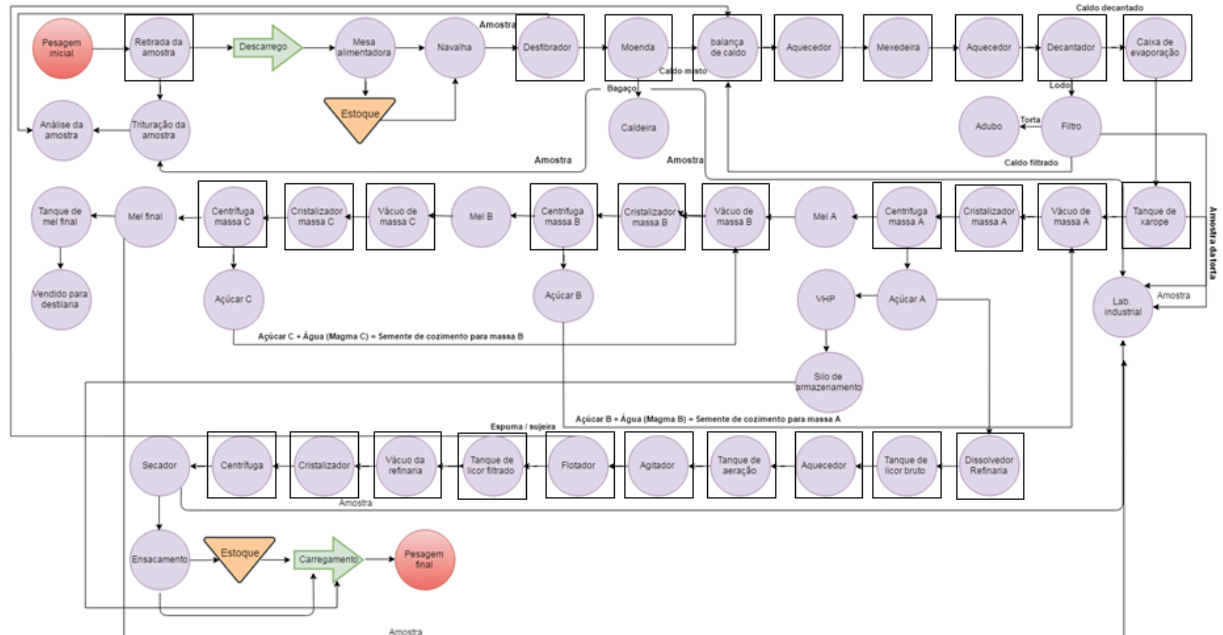 Caldo decantado
Pesagem
inicial
Retirada da
amostra
Descarrego
Mesa
alimentadora
Navalha
Amostra
Desfibrador
Moenda
balança
de caldo
Aquecedor
Mexedeira
Aquecedor
Decantador
Caixa de
evaporação
Caldo misto
Bagaço
Lodo
Análise da
amostra
Trituração da
amostra
Estoque
Caldeira
Adubo
Torta
Filtro
Amostra
Amostra
Caldo filtrado
Tanque de
mel final
Mel final
Centrífuga
massa C
Cristalizador
massa C
Vácuo de
massa C
Mel B
Centrifuga
massa B
Cristalizador
massa B
Vácuo de
massa B
Mel A
Centrifuga
massa A
Cristalizador
massa A
Vácuo de
massa A
Tanque de
xarope
Amostra da torta
Vendido para
destilaria
Açúcar C
Açúcar B
VHP
Açúcar A
Lab.
industrial
Amostra
Açúcar C + Água (Magma C) = Semente de cozimento para massa B
Silo de
armazenamento
Açúcar B + Água (Magma B) = Semente de cozimento para massa A
Espuma / sujeira
Secador
Centrífuga
Cristalizador
Vácuo da
refinaria
Tanque de
licor filtrado
Flotador
Agitador
Tanque de
aeração
Aquecedor
Tanque de
licor bruto
Dissolvedor
Refinaria
Amostra
Ensacamento
Estoque
Carregamento
Pesagem
final
Amostra